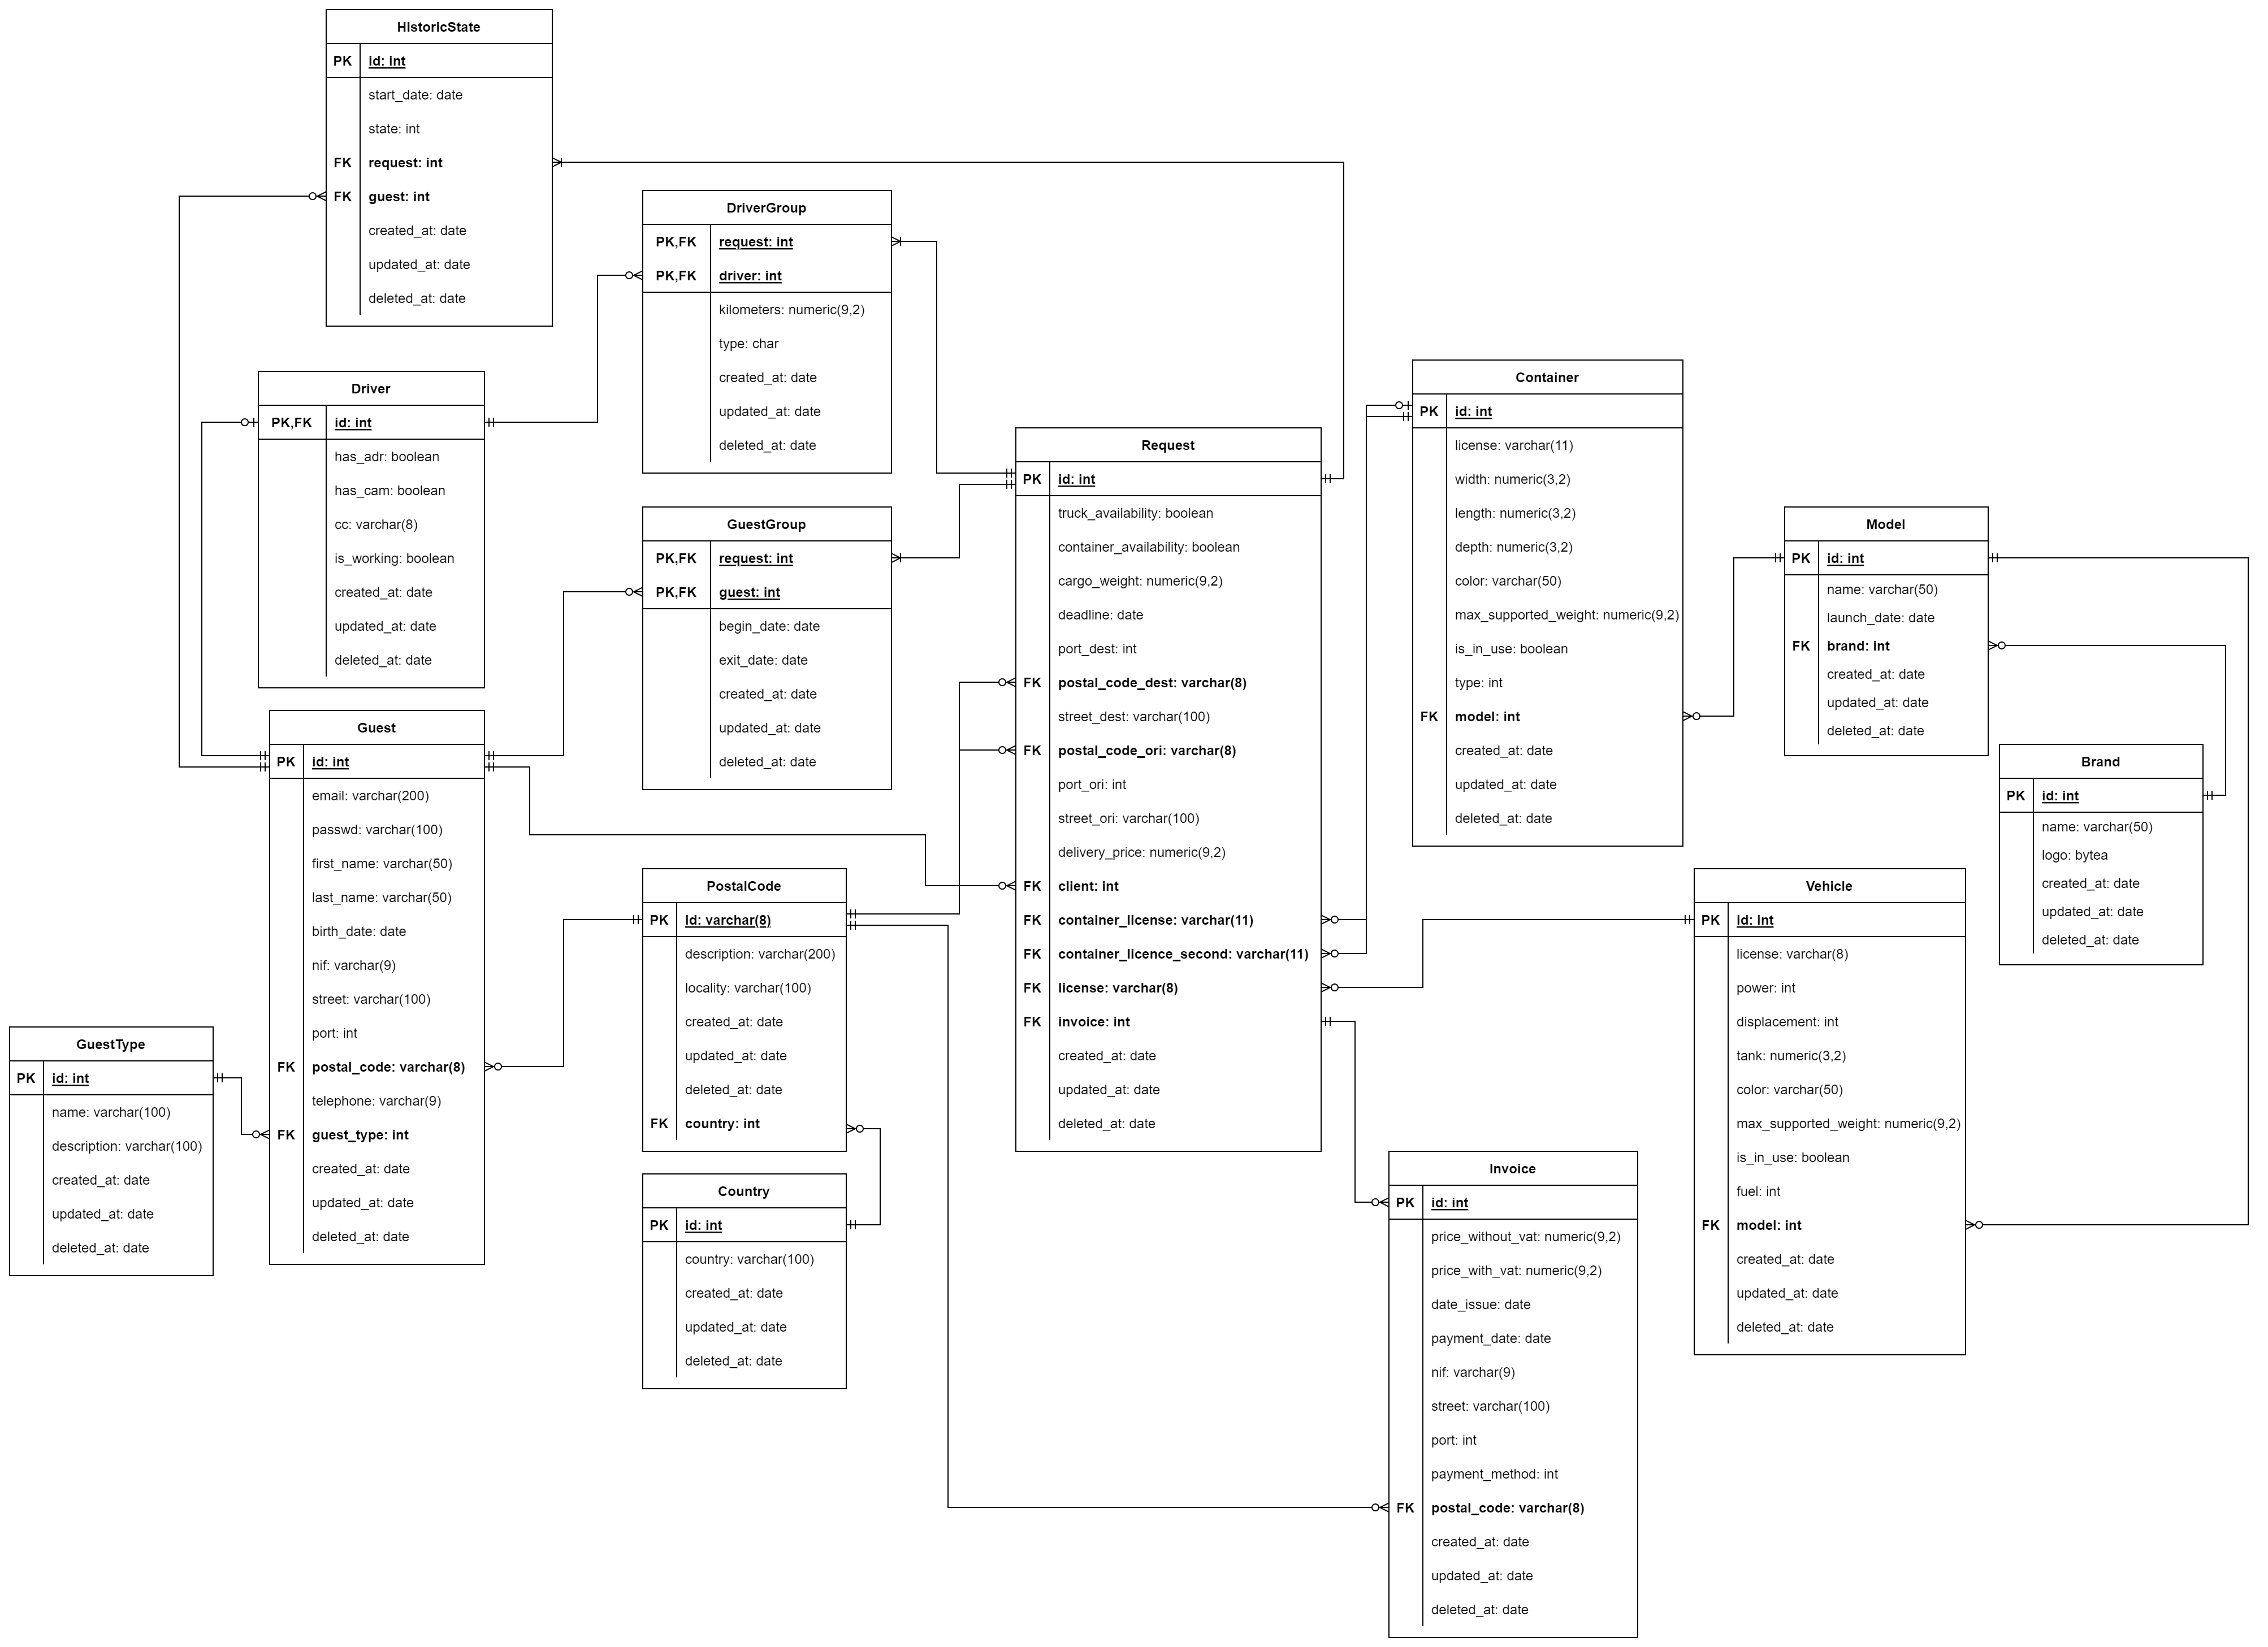 HistoricState
PK id: int
start_date: date
state: int
FK request: int
FK guest: int
created_at: date
updated_at: date
deleted_at: date
DriverGroup
PK,FK request: int
PK,FK driver: int
kilometers: numeric(9,2)
type: char
created_at: date
updated_at: date
deleted_at: date
Driver
PK,FK id: int
has_adr: boolean
has_cam: boolean
cc: varchar(8)
is_working: boolean
created_at: date
updated_at: date
deleted_at: date
GuestGroup
PK,FK request: int
PK,FK guest: int
begin_date: date
exit_date: date
created_at: date
updated_at: date
deleted_at: date
Guest
PK id: int
email: varchar(200)
passwd: varchar(100)
first_name: varchar(50)
last_name: varchar(50)
birth_date: date
nif: varchar(9)
street: varchar(100)
port: int
FK postal_code: varchar(8)
telephone: varchar(9)
FK guest_type: int
created_at: date
updated_at: date
deleted_at: date
GuestType
PK id: int
name: varchar(100)
description: varchar(100)
created_at: date
updated_at: date
deleted_at: date
PostalCode
PK id: varchar(8)
description: varchar(200)
locality: varchar(100)
created_at: date
updated_at: date
deleted_at: date
FK country: int
Country
PK id: int
country: varchar(100)
created_at: date
updated_at: date
deleted_at: date
Request
PK id: int
truck_availability: boolean
container_availability: boolean
cargo_weight: numeric(9,2)
deadline: date
port_dest: int
FK postal_code_dest: varchar(8)
street_dest: varchar(100)
FK postal_code_ori: varchar(8)
port_ori: int
street_ori: varchar(100)
delivery_price: numeric(9,2)
FK client: int
FK container_license: varchar(11)
FK container_licence_second: varchar(11)
FK license: varchar(8)
FK invoice: int
created_at: date
updated_at: date
deleted_at: date
Container
PK id: int
license: varchar(11)
width: numeric(3,2)
length: numeric(3,2)
depth: numeric(3,2)
color: varchar(50)
max_supported_weight: numeric(9,2)
is_in_use: boolean
type: int
FK model: int
created_at: date
updated_at: date
deleted_at: date
Model
PK id: int
name: varchar(50)
launch_date: date
FK brand: int
created_at: date
updated_at: date
deleted_at: date
Brand
PK id: int
name: varchar(50)
logo: bytea
created_at: date
updated_at: date
deleted_at: date
Vehicle
PK id: int
license: varchar(8)
power: int
displacement: int
tank: numeric(3,2)
color: varchar(50)
max_supported_weight: numeric(9,2)
is_in_use: boolean
fuel: int
FK model: int
created_at: date
updated_at: date
deleted_at: date
Invoice
PK id: int
price_without_vat: numeric(9,2)
price_with_vat: numeric(9,2)
date_issue: date
payment_date: date
nif: varchar(9)
street: varchar(100)
port: int
payment_method: int
FK postal_code: varchar(8)
created_at: date
updated_at: date
deleted_at: date